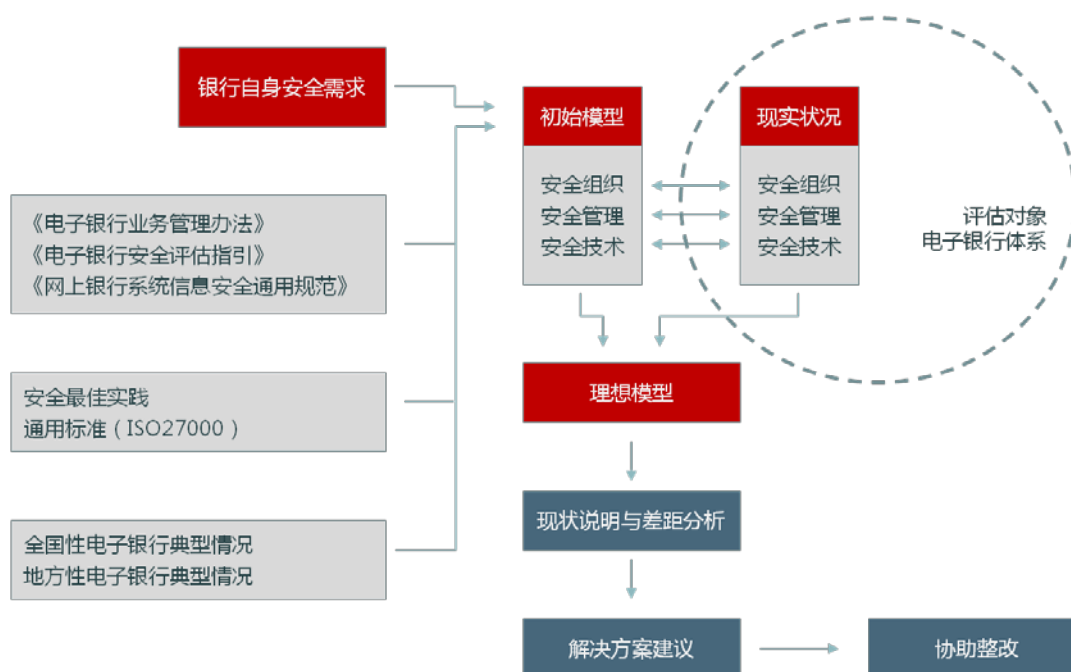 银行自身安全需求
《电子银行业务管理办法》
《电子银行安全评估指引》
《网上银行系统信息安全通用规范》
安全最佳实践
通用标准（ISO27000）
全国性电子银行典型情况
地方性电子银行典型情况
初始模型
安全组织
安全管理
安全技术
现实状况
安全组织
安全管理
安全技术
评估对象
电子银行体系
理想模型
现状说明与差距分析
解决方案建议
协助整改